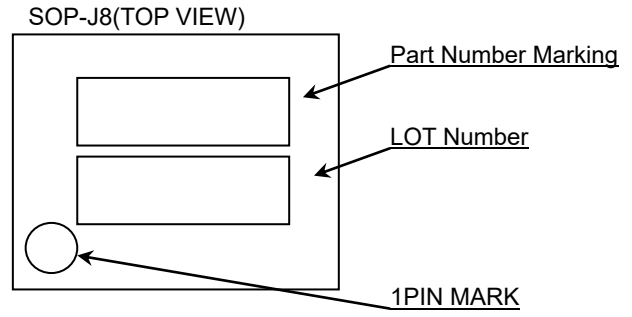 SOP-J8(TOP VIEW)
Part Number Marking
LOT Number
1PIN MARK